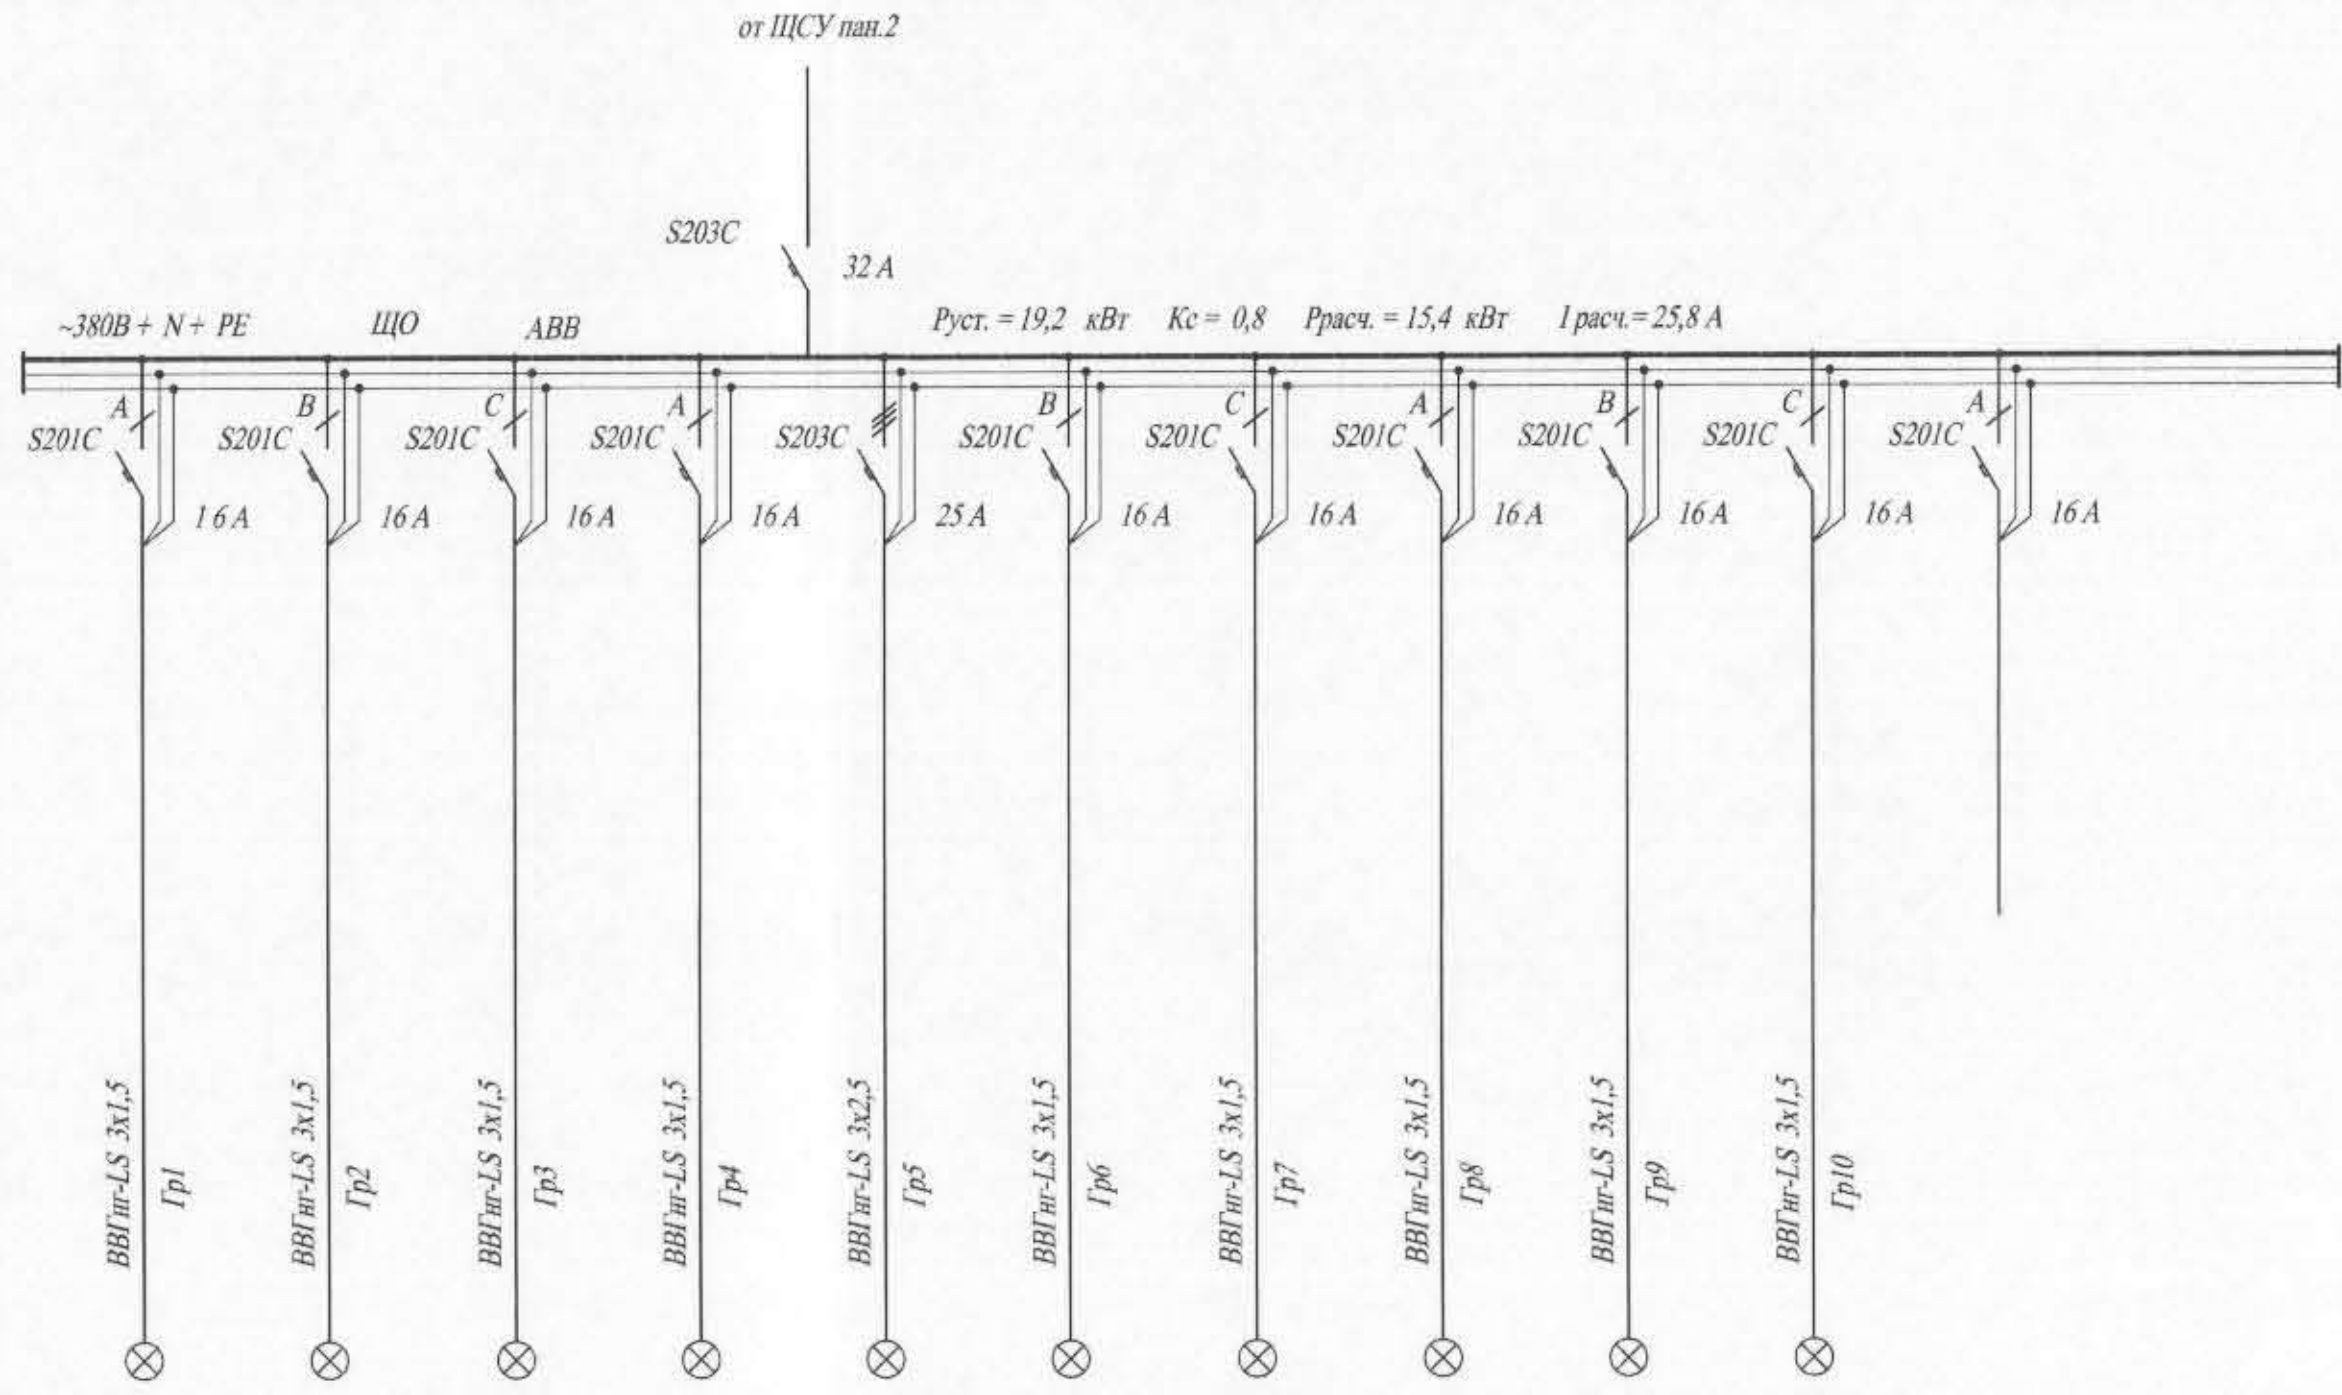 от ЩСУ пан.2
S203C
32 A
~380В + N + PE ЩО ABB Руст. = 19,2 кВт Кс = 0,8 Ррасч. = 15,4 кВт I расч.= 25,8 А
A B C A B C A B C A
S201C S201C S201C S201C S203C S201C S201C S201C S201C S201C S201C
16 A 16 A 16 A 16 A 25 A 16 A 16 A 16 A 16 A 16 A 16 A
ВВГнг-LS 3х1,5
Гр1
ВВГнг-LS 3х1,5
Гр2
ВВГнг-LS 3х1,5
Гр3
ВВГнг-LS 3х1,5
Гр4
ВВГнг-LS 3х2,5
Гр5
ВВГнг-LS 3х1,5
Гр6
ВВГнг-LS 3х1,5
Гр7
ВВГнг-LS 3х1,5
Гр8
ВВГнг-LS 3х1,5
Гр9
ВВГнг-LS 3х1,5
Гр10